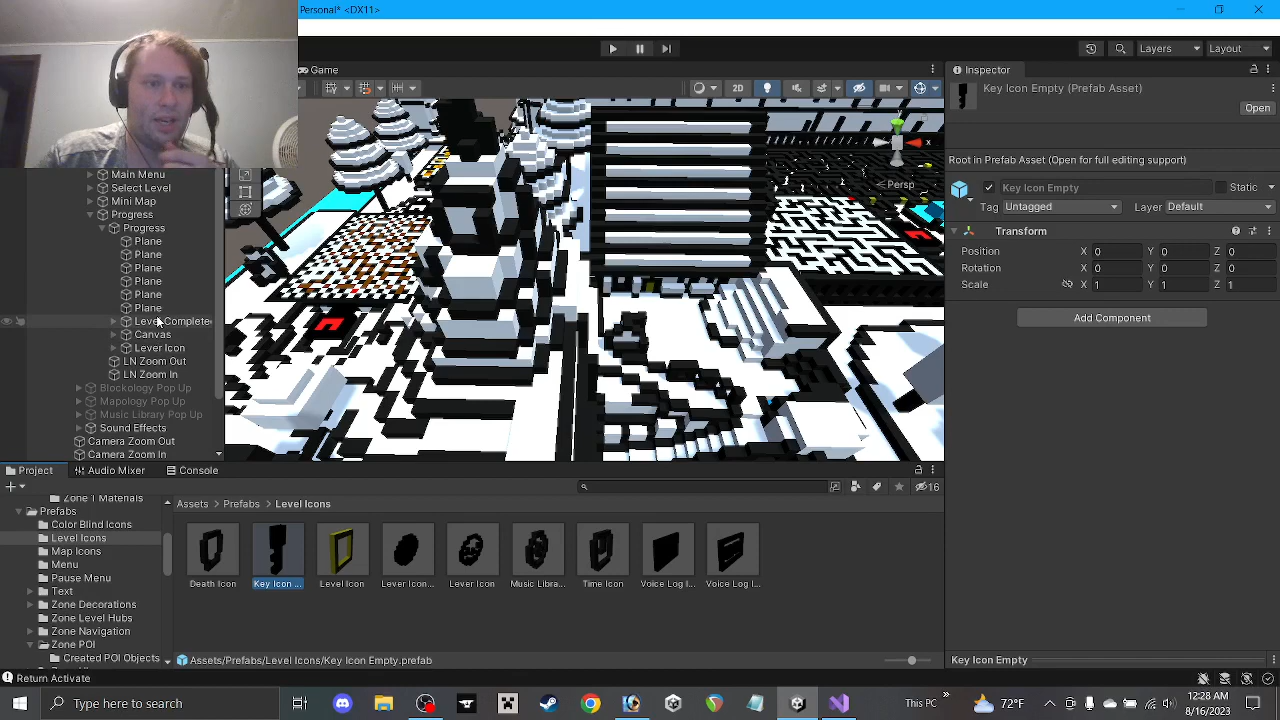 Personal* <DX11>
Layers
Layout
Game
2D
Persp
Inspector
Key Icon Empty (Prefab Asset)
Open
Root in Prefab Asset (Open for full editing support)
Key Icon Empty
Static
Tag Untagged
Layer Default
Transform
Position X 0 Y 0 Z 0
Rotation X 0 Y 0 Z 0
Scale X 1 Y 1 Z 1
Add Component
Main Menu
Select Level
Mini Map
Progress
Progress
Plane
Plane
Plane
Plane
Plane
Plane
Level Complete
Canvas
Lever Icon
LN Zoom Out
LN Zoom In
Blockology Pop Up
Mapology Pop Up
Music Library Pop Up
Sound Effects
Camera Zoom Out
Camera Zoom In
Project
Audio Mixer
Console
16
Zone 1 Materials
Prefabs
Color Blind Icons
Level Icons
Map Icons
Menu
Pause Menu
Text
Zone Decorations
Zone Level Hubs
Zone Navigation
Zone POI
Created POI Objects
Assets > Prefabs > Level Icons
Death Icon
Key Icon ...
Level Icon
Lever Icon...
Lever Icon
Music Libra...
Time Icon
Voice Log I...
Voice Log I...
Assets/Prefabs/Level Icons/Key Icon Empty.prefab
Key Icon Empty
Return Activate
Type here to search
This PC
72°F
12:28 AM
8/16/2023